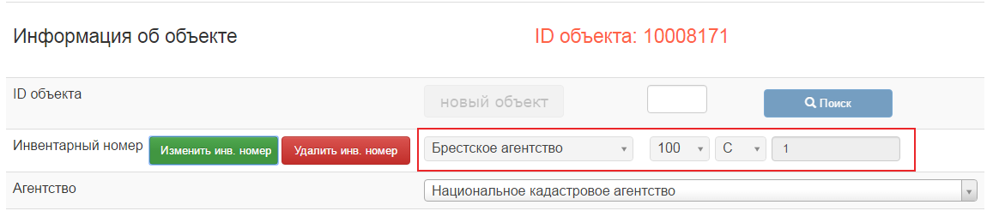 Информация об объекте ID объекта: 10008171
ID объекта новый объект Поиск
Инвентарный номер Изменить инв. номер Удалить инв. номер Брестское агентство 100 С 1
Агентство Национальное кадастровое агентство